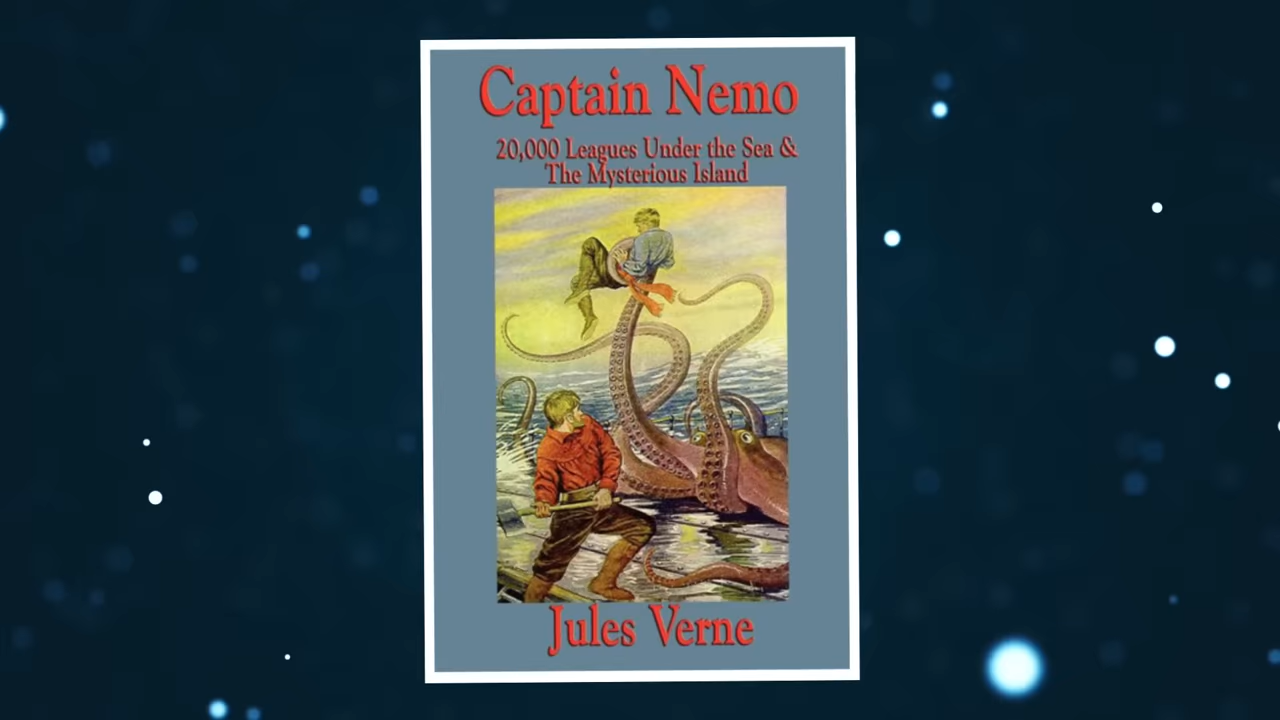 Captain Nemo
20,000 Leagues Under the Sea &
The Mysterious Island
Jules Verne